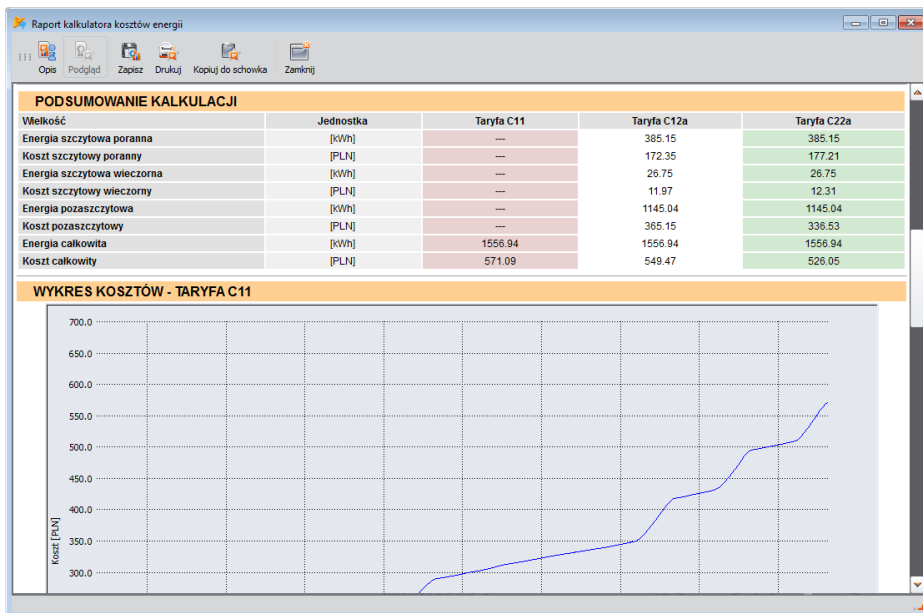 Raport kalkulatora kosztów energii
Opis Podgląd Zapisz Drukuj Kopiuj do schowka Zamknij
PODSUMOWANIE KALKULACJI
Wielkość Jednostka Taryfa C11 Taryfa C12a Taryfa C22a
Energia szczytowa poranna [kWh] --- 385.15 385.15
Koszt szczytowy poranny [PLN] --- 172.35 177.21
Energia szczytowa wieczorna [kWh] --- 26.75 26.75
Koszt szczytowy wieczorny [PLN] --- 11.97 12.31
Energia pozaszczytowa [kWh] --- 1145.04 1145.04
Koszt pozaszczytowy [PLN] --- 365.15 336.53
Energia całkowita [kWh] 1556.94 1556.94 1556.94
Koszt całkowity [PLN] 571.09 549.47 526.05
WYKRES KOSZTÓW - TARYFA C11
700.0
650.0
600.0
550.0
500.0
450.0
400.0
350.0
300.0
Koszt [PLN]